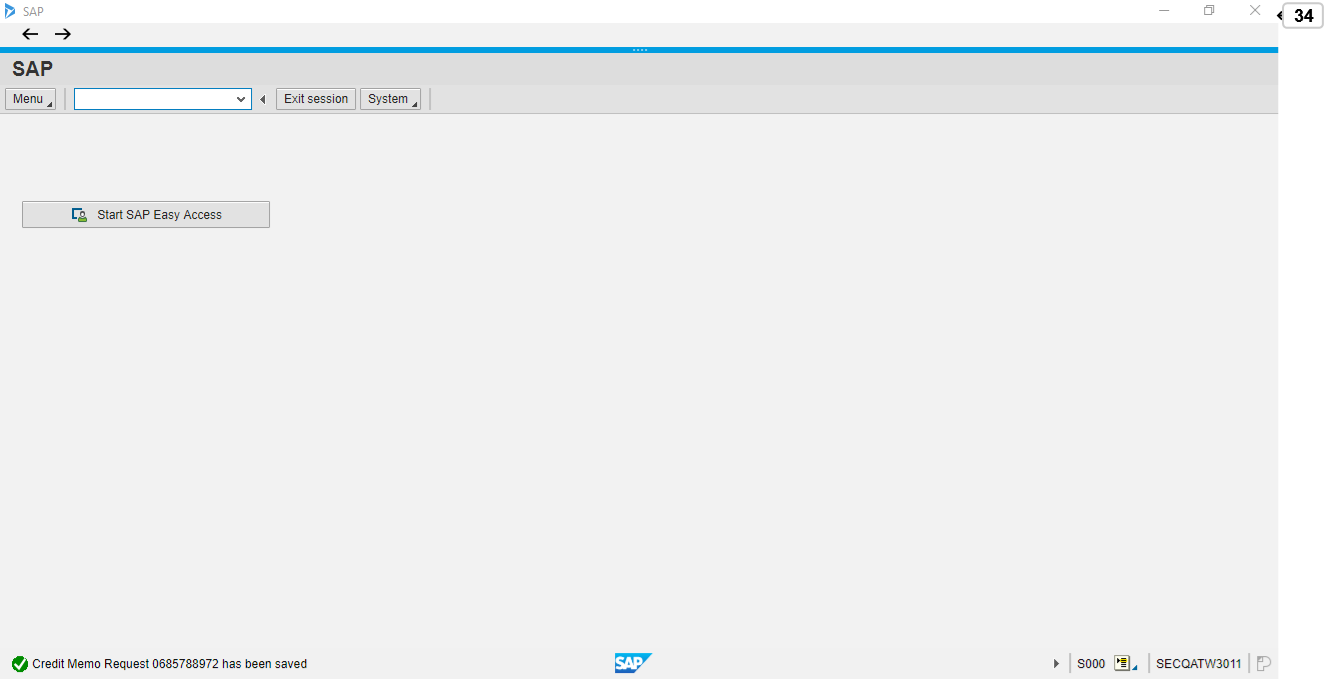 SAP
34
SAP
Menu
Exit session
System
Start SAP Easy Access
Credit Memo Request 0685788972 has been saved
SAP
S000
SECQATW3011